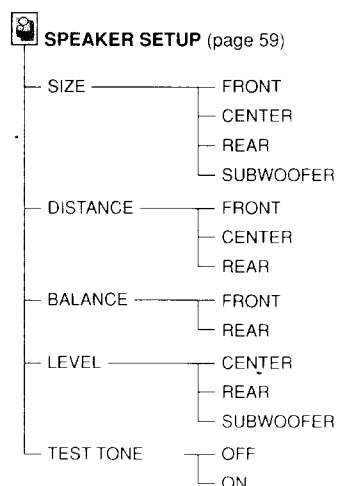 SPEAKER SETUP (page 59)
SIZE FRONT
CENTER
REAR
SUBWOOFER
DISTANCE FRONT
CENTER
REAR
BALANCE FRONT
REAR
LEVEL CENTER
REAR
SUBWOOFER
TEST TONE OFF
ON